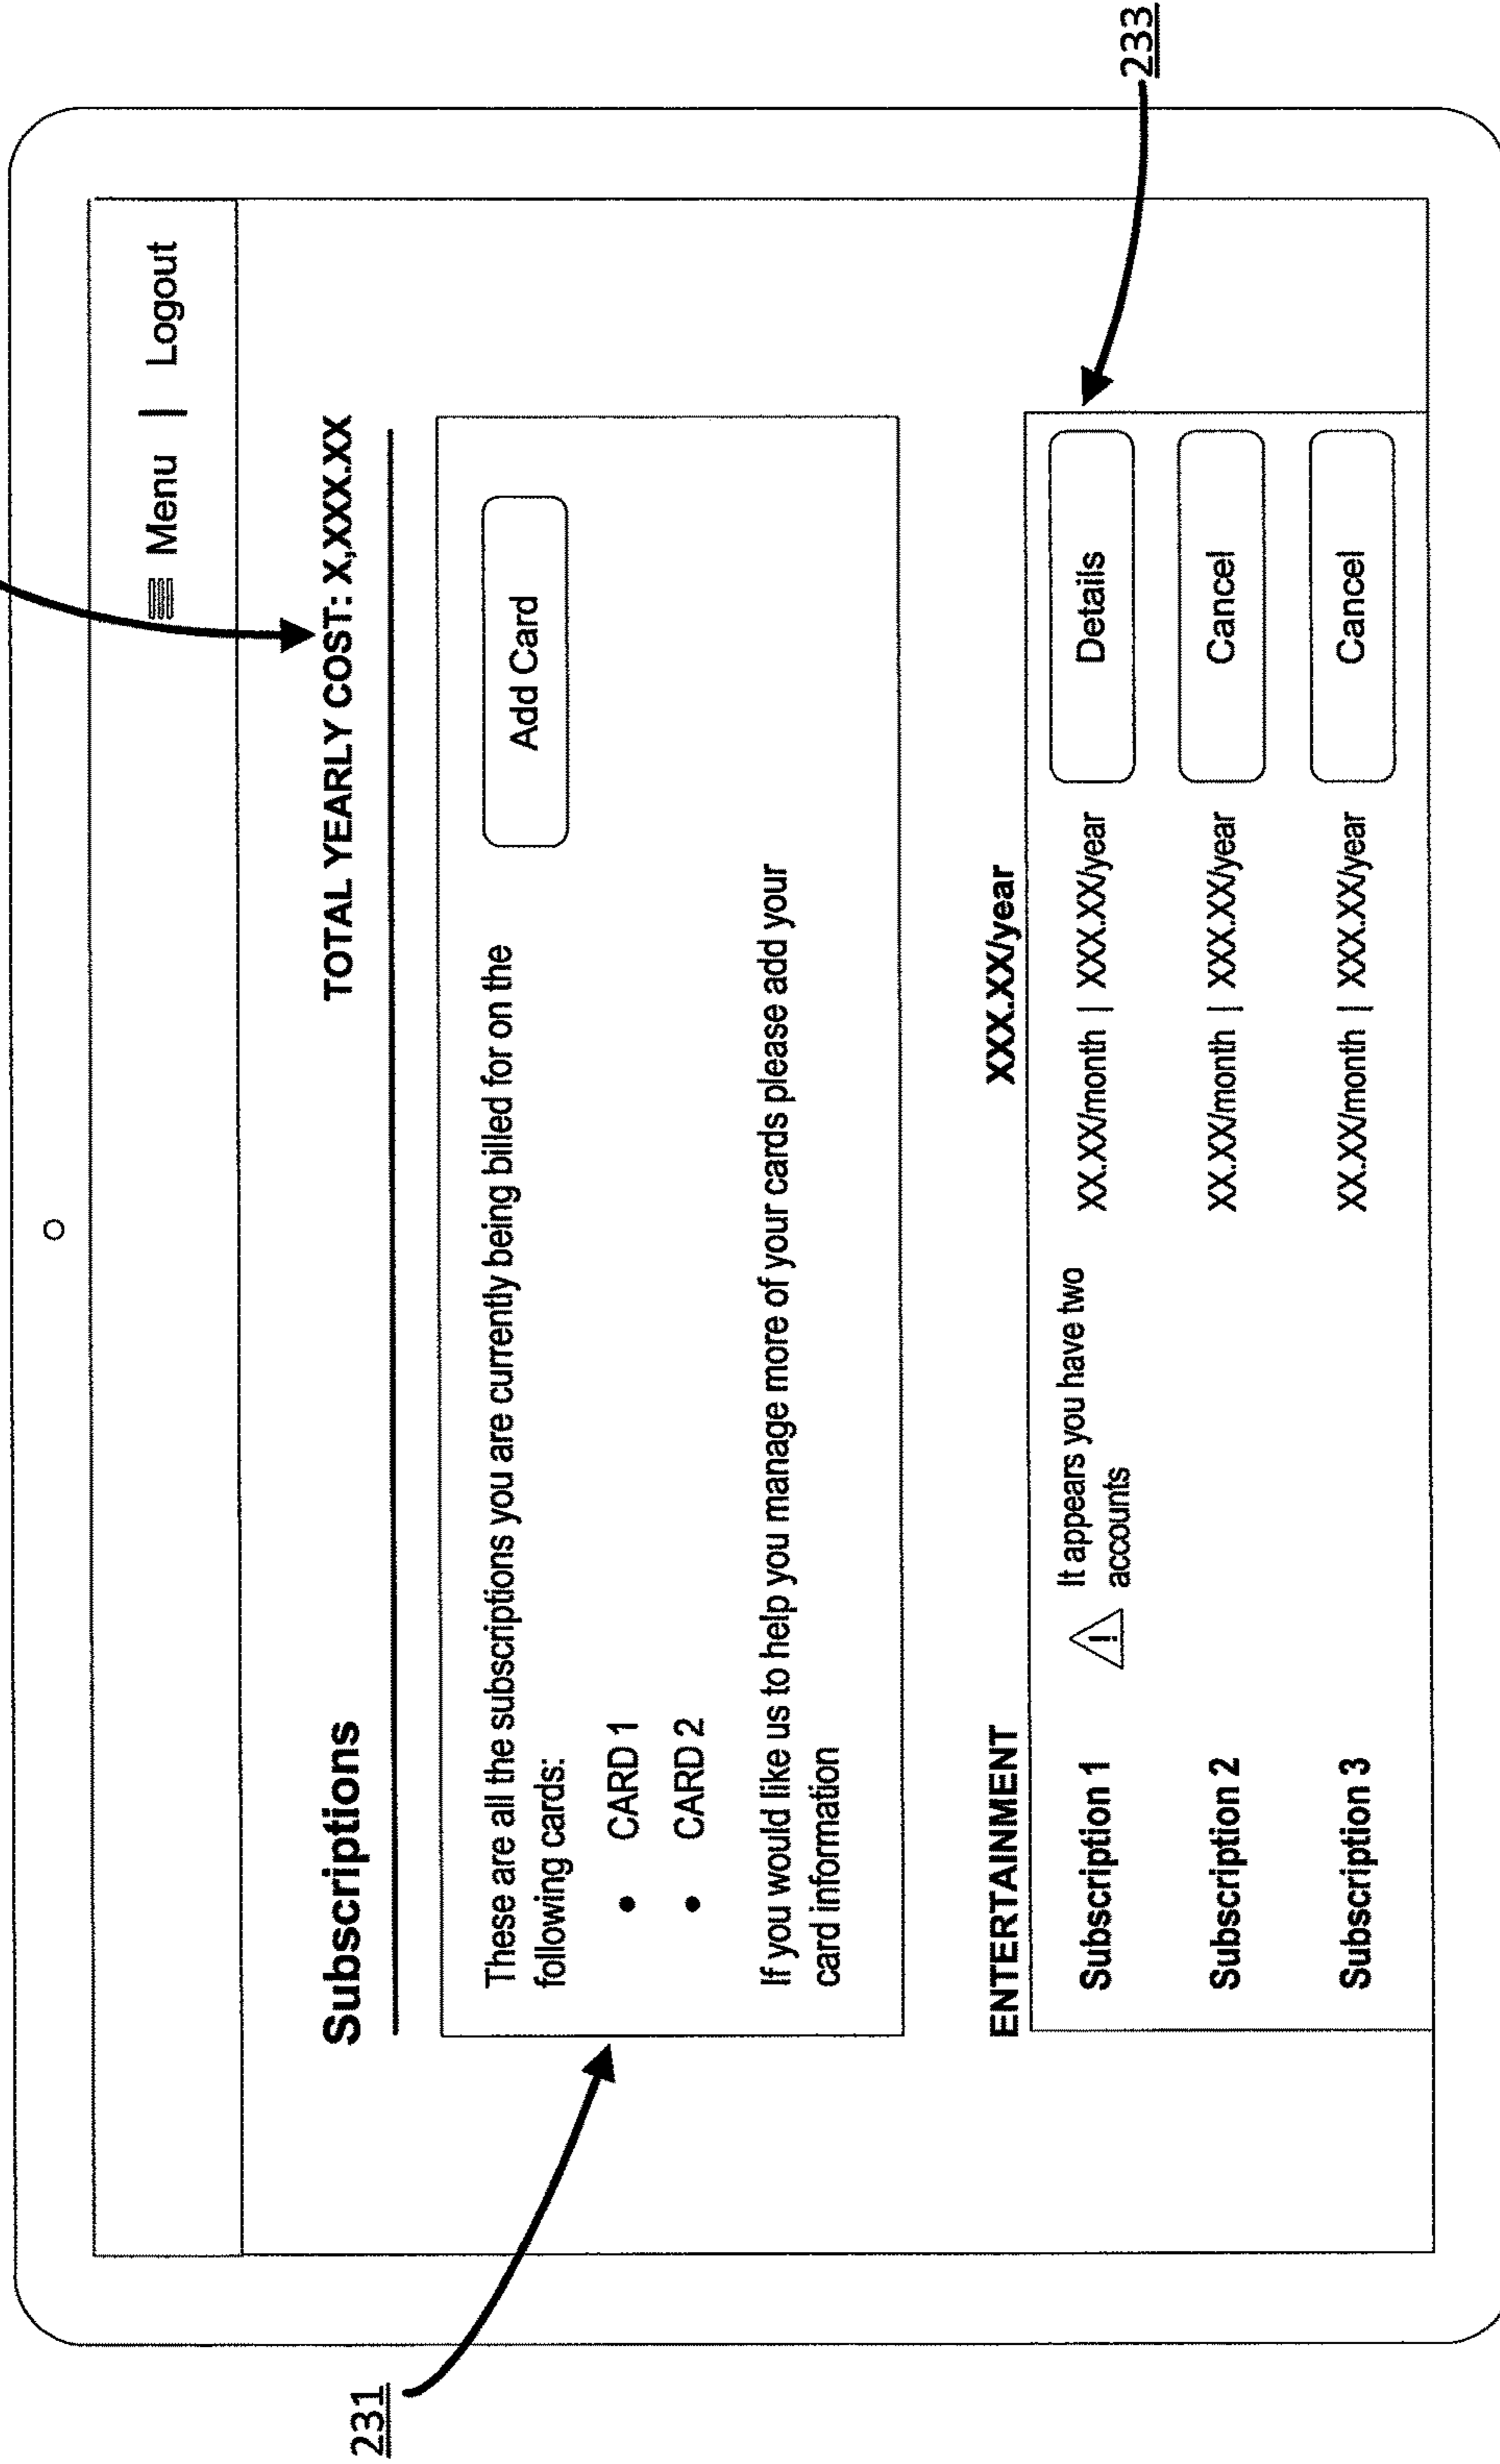 Menu | Logout
Subscriptions
TOTAL YEARLY COST: X,XXX.XX
These are all the subscriptions you are currently being billed for on the
following cards:
Add Card
• CARD 1
• CARD 2
If you would like us to help you manage more of your cards please add your
card information
231
ENTERTAINMENT
XXX.XX/year
Subscription 1
It appears you have two
accounts
XX.XX/month | XXX.XX/year
Details
Subscription 2
XX.XX/month | XXX.XX/year
Cancel
Subscription 3
XX.XX/month | XXX.XX/year
Cancel
233